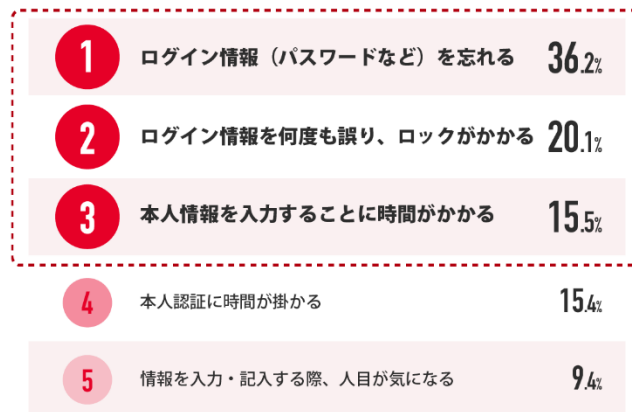 1 ログイン情報（パスワードなど）を忘れる 36.2%
2 ログイン情報を何度も誤り、ロックがかかる 20.1%
3 本人情報を入力することに時間がかかる 15.5%
4 本人認証に時間が掛かる 15.4%
5 情報を入力・記入する際、人目が気になる 9.4%